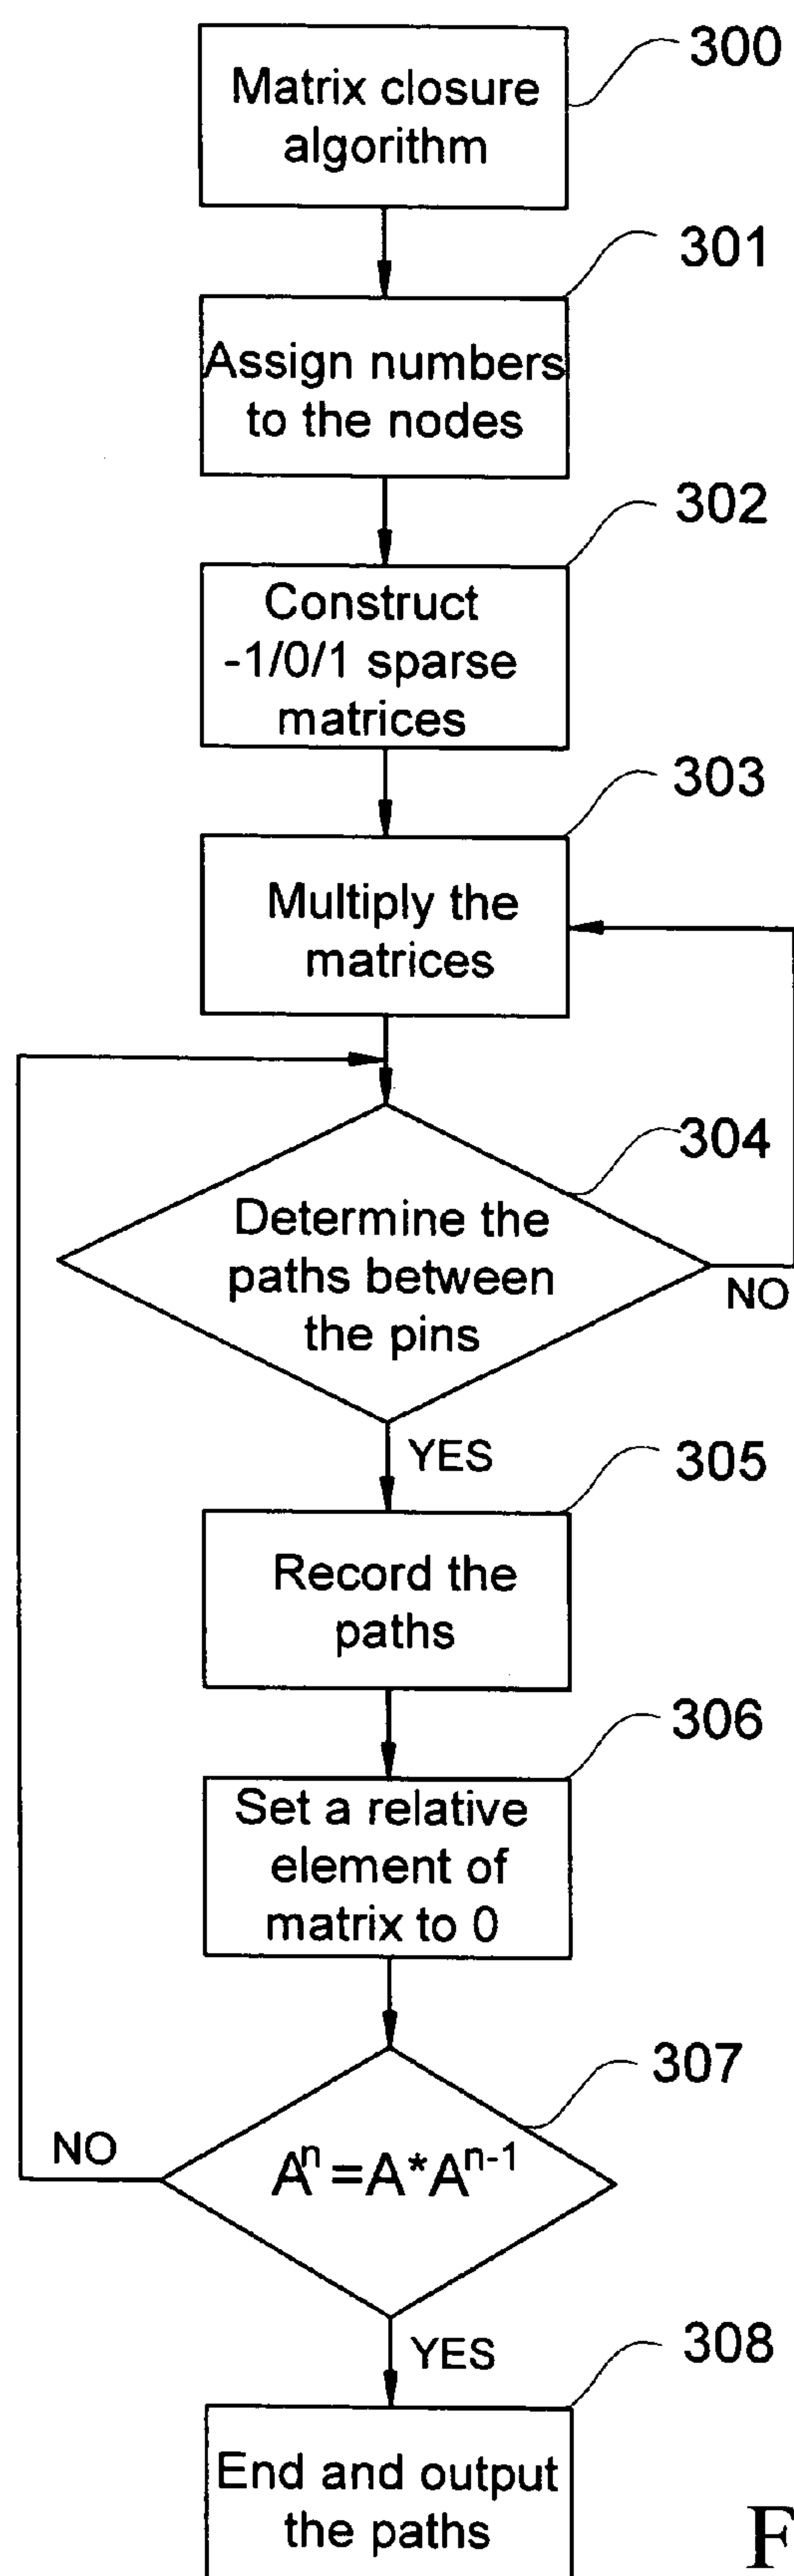 300
Matrix closure
algorithm
301
Assign numbers
to the nodes
302
Construct
-1/0/1 sparse
matrices
303
Multiply the
matrices
304
Determine the
paths between
the pins
NO
YES
305
Record the
paths
306
Set a relative
element of
matrix to 0
307
Aⁿ=A*Aⁿ⁻¹
NO
YES
308
End and output
the paths
F